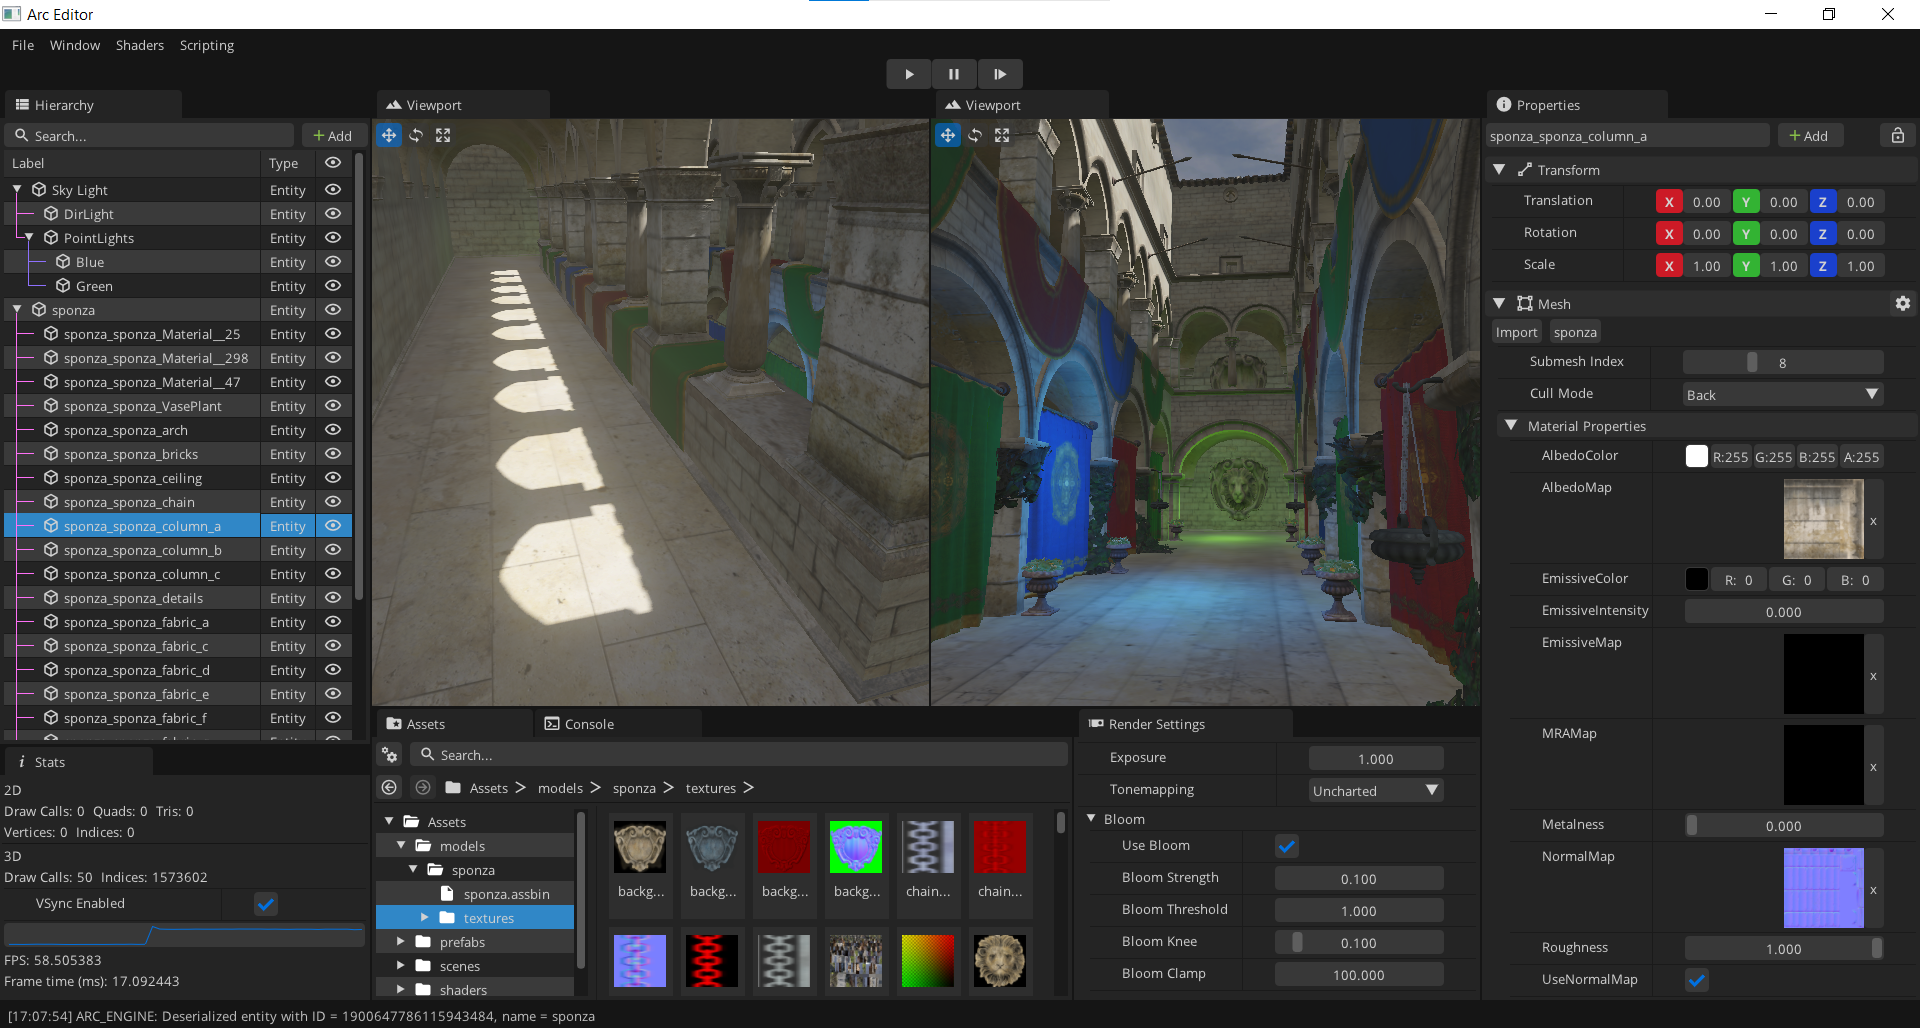 Arc Editor
File Window Shaders Scripting
Hierarchy
Search...
Add
Label Type
Sky Light Entity
DirLight Entity
PointLights Entity
Blue Entity
Green Entity
sponza Entity
sponza_sponza_Material__25 Entity
sponza_sponza_Material__298 Entity
sponza_sponza_Material__47 Entity
sponza_sponza_VasePlant Entity
sponza_sponza_arch Entity
sponza_sponza_bricks Entity
sponza_sponza_ceiling Entity
sponza_sponza_chain Entity
sponza_sponza_column_a Entity
sponza_sponza_column_b Entity
sponza_sponza_column_c Entity
sponza_sponza_details Entity
sponza_sponza_fabric_a Entity
sponza_sponza_fabric_c Entity
sponza_sponza_fabric_d Entity
sponza_sponza_fabric_e Entity
sponza_sponza_fabric_f Entity
Stats
2D
Draw Calls: 0 Quads: 0 Tris: 0
Vertices: 0 Indices: 0
3D
Draw Calls: 50 Indices: 1573602
VSync Enabled
FPS: 58.505383
Frame time (ms): 17.092443
Viewport
Viewport
Assets
Console
Search...
Assets models sponza textures
Assets
models
sponza
sponza.assbin
textures
prefabs
scenes
shaders
backg... backg... backg... backg... chain... chain...
Render Settings
Exposure 1.000
Tonemapping Uncharted
Bloom
Use Bloom
Bloom Strength 0.100
Bloom Threshold 1.000
Bloom Knee 0.100
Bloom Clamp 100.000
Properties
sponza_sponza_column_a Add
Transform
Translation X 0.00 Y 0.00 Z 0.00
Rotation X 0.00 Y 0.00 Z 0.00
Scale X 1.00 Y 1.00 Z 1.00
Mesh
Import sponza
Submesh Index 8
Cull Mode Back
Material Properties
AlbedoColor R:255 G:255 B:255 A:255
AlbedoMap x
EmissiveColor R: 0 G: 0 B: 0
EmissiveIntensity 0.000
EmissiveMap x
MRAMap x
Metalness 0.000
NormalMap x
Roughness 1.000
UseNormalMap
[17:07:54] ARC_ENGINE: Deserialized entity with ID = 1900647786115943484, name = sponza